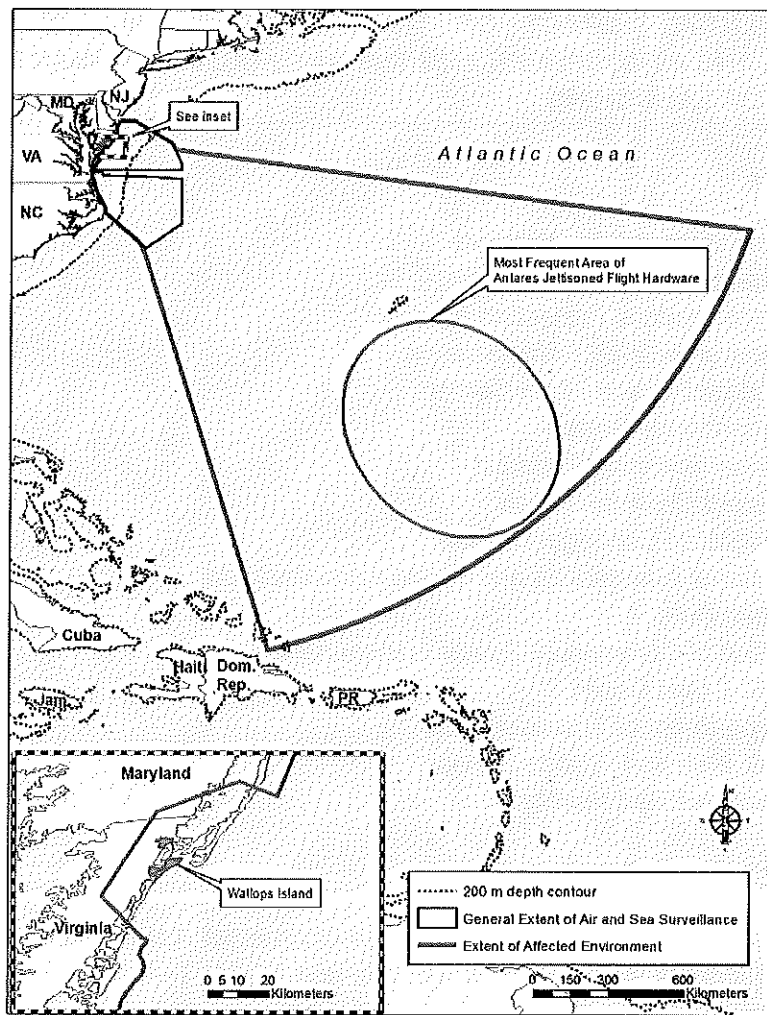 NJ
MD
See Inset
VA
Atlantic Ocean
NC
Most Frequent Area of
Antares Jettisoned Flight Hardware
Cuba
Haiti
Dom.
Rep.
Jam.
PR
Maryland
Wallops Island
Virginia
0 5 10 20
Kilometers
N
200 m depth contour
General Extent of Air and Sea Surveillance
Extent of Affected Environment
0 150 300 600
Kilometers